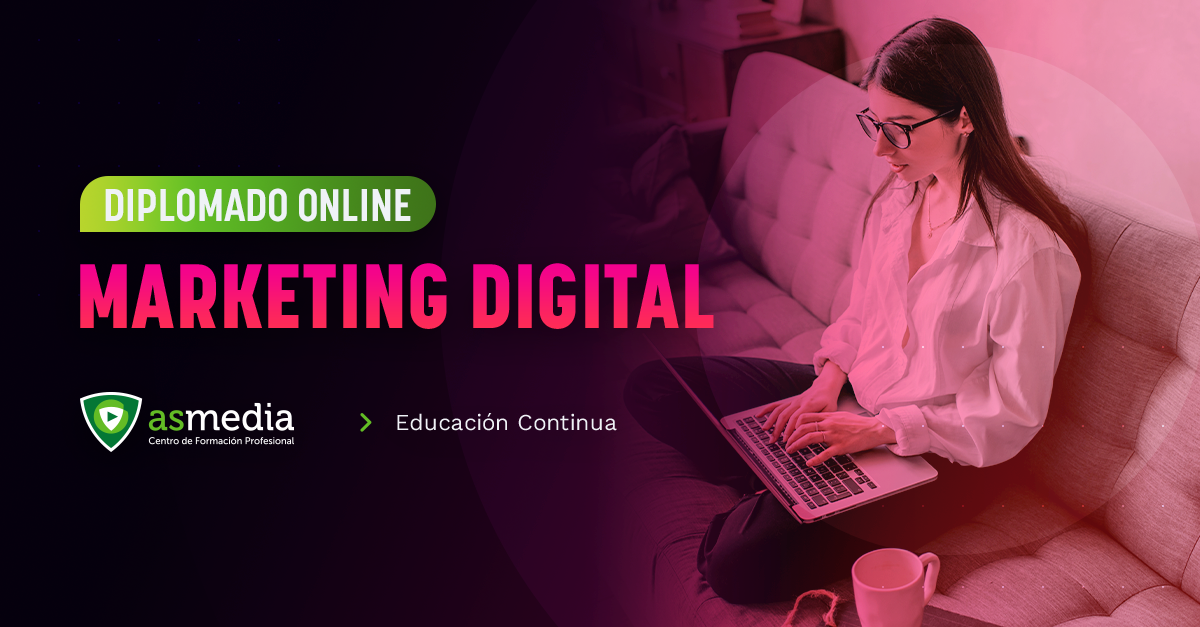 DIPLOMADO ONLINE
MARKETING DIGITAL
asmedia
Centro de Formación Profesional
Educación Continua